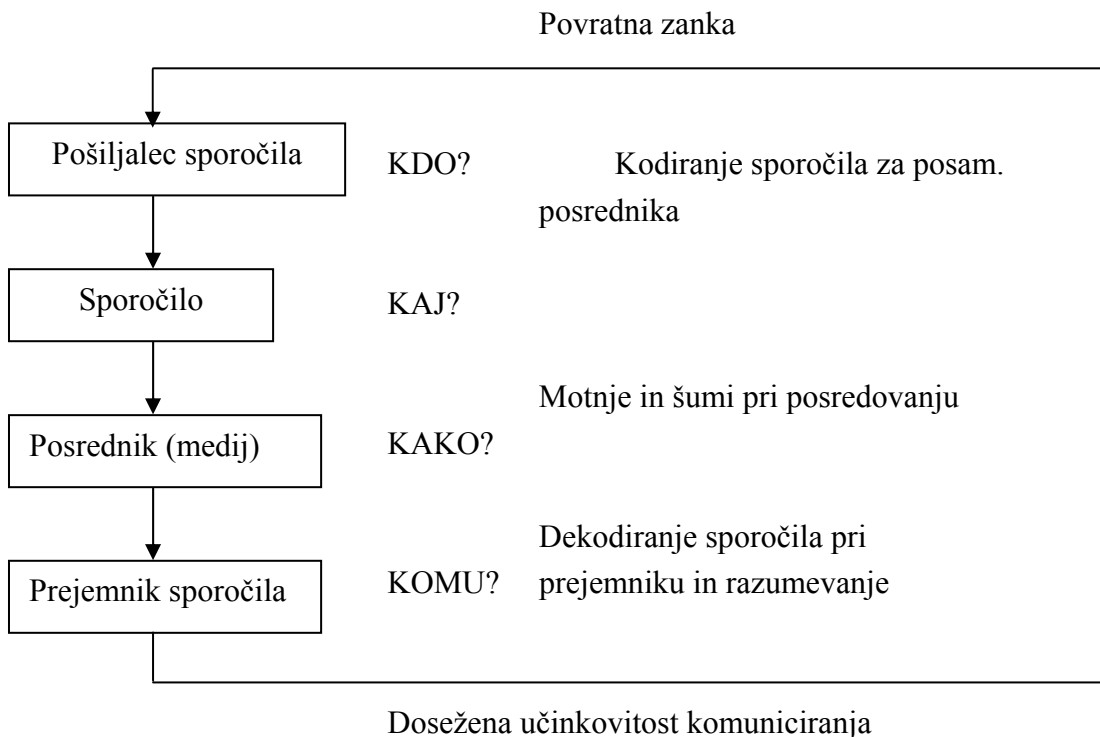 Povratna zanka
Pošiljalec sporočila
KDO?
Kodiranje sporočila za posam.
posrednika
Sporočilo
KAJ?
Motnje in šumi pri posredovanju
Posrednik (medij)
KAKO?
Dekodiranje sporočila pri
Prejemnik sporočila
KOMU?
prejemniku in razumevanje
Dosežena učinkovitost komuniciranja